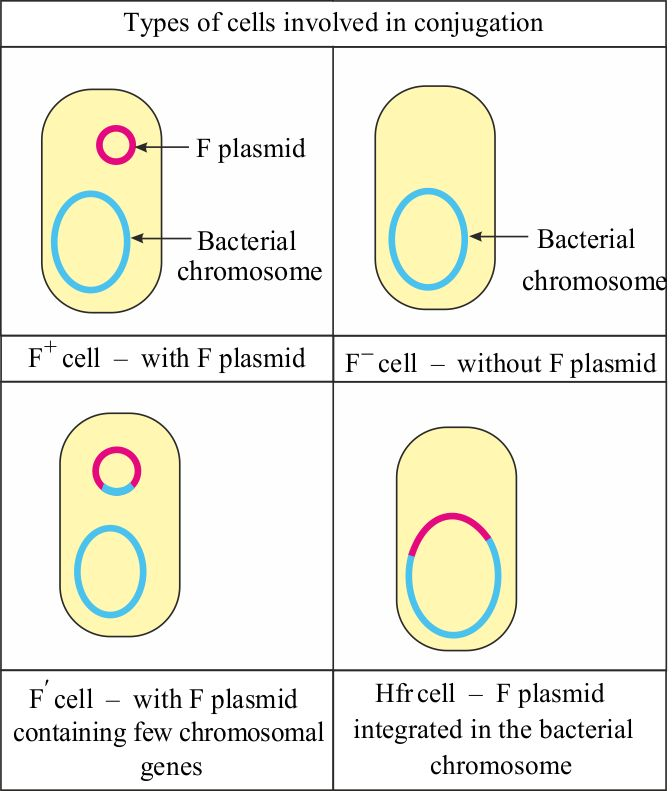 Types of cells involved in conjugation
F plasmid
Bacterial
chromosome
Bacterial
chromosome
F⁺ cell – with F plasmid
F⁻ cell – without F plasmid
F′ cell – with F plasmid
containing few chromosomal
genes
Hfr cell – F plasmid
integrated in the bacterial
chromosome